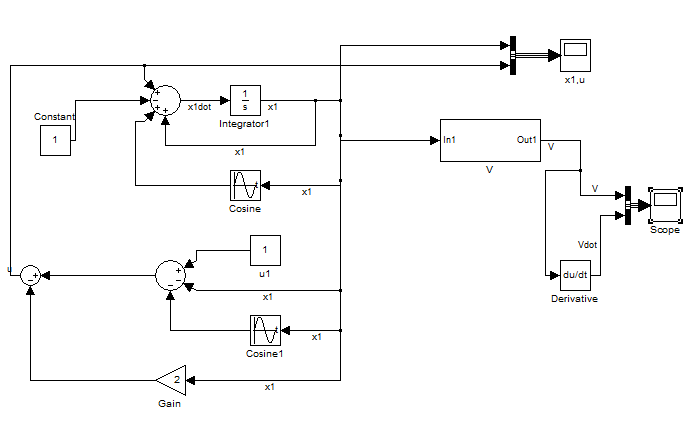 x1,u
Constant
1
+
-
+
+
x1dot
1
s
Integrator1
x1
x1
Cosine
x1
In1
Out1
V
V
V
Scope
Vdot
du/dt
Derivative
u
-
+
+
-
-
1
u1
x1
Cosine1
x1
2
Gain
x1